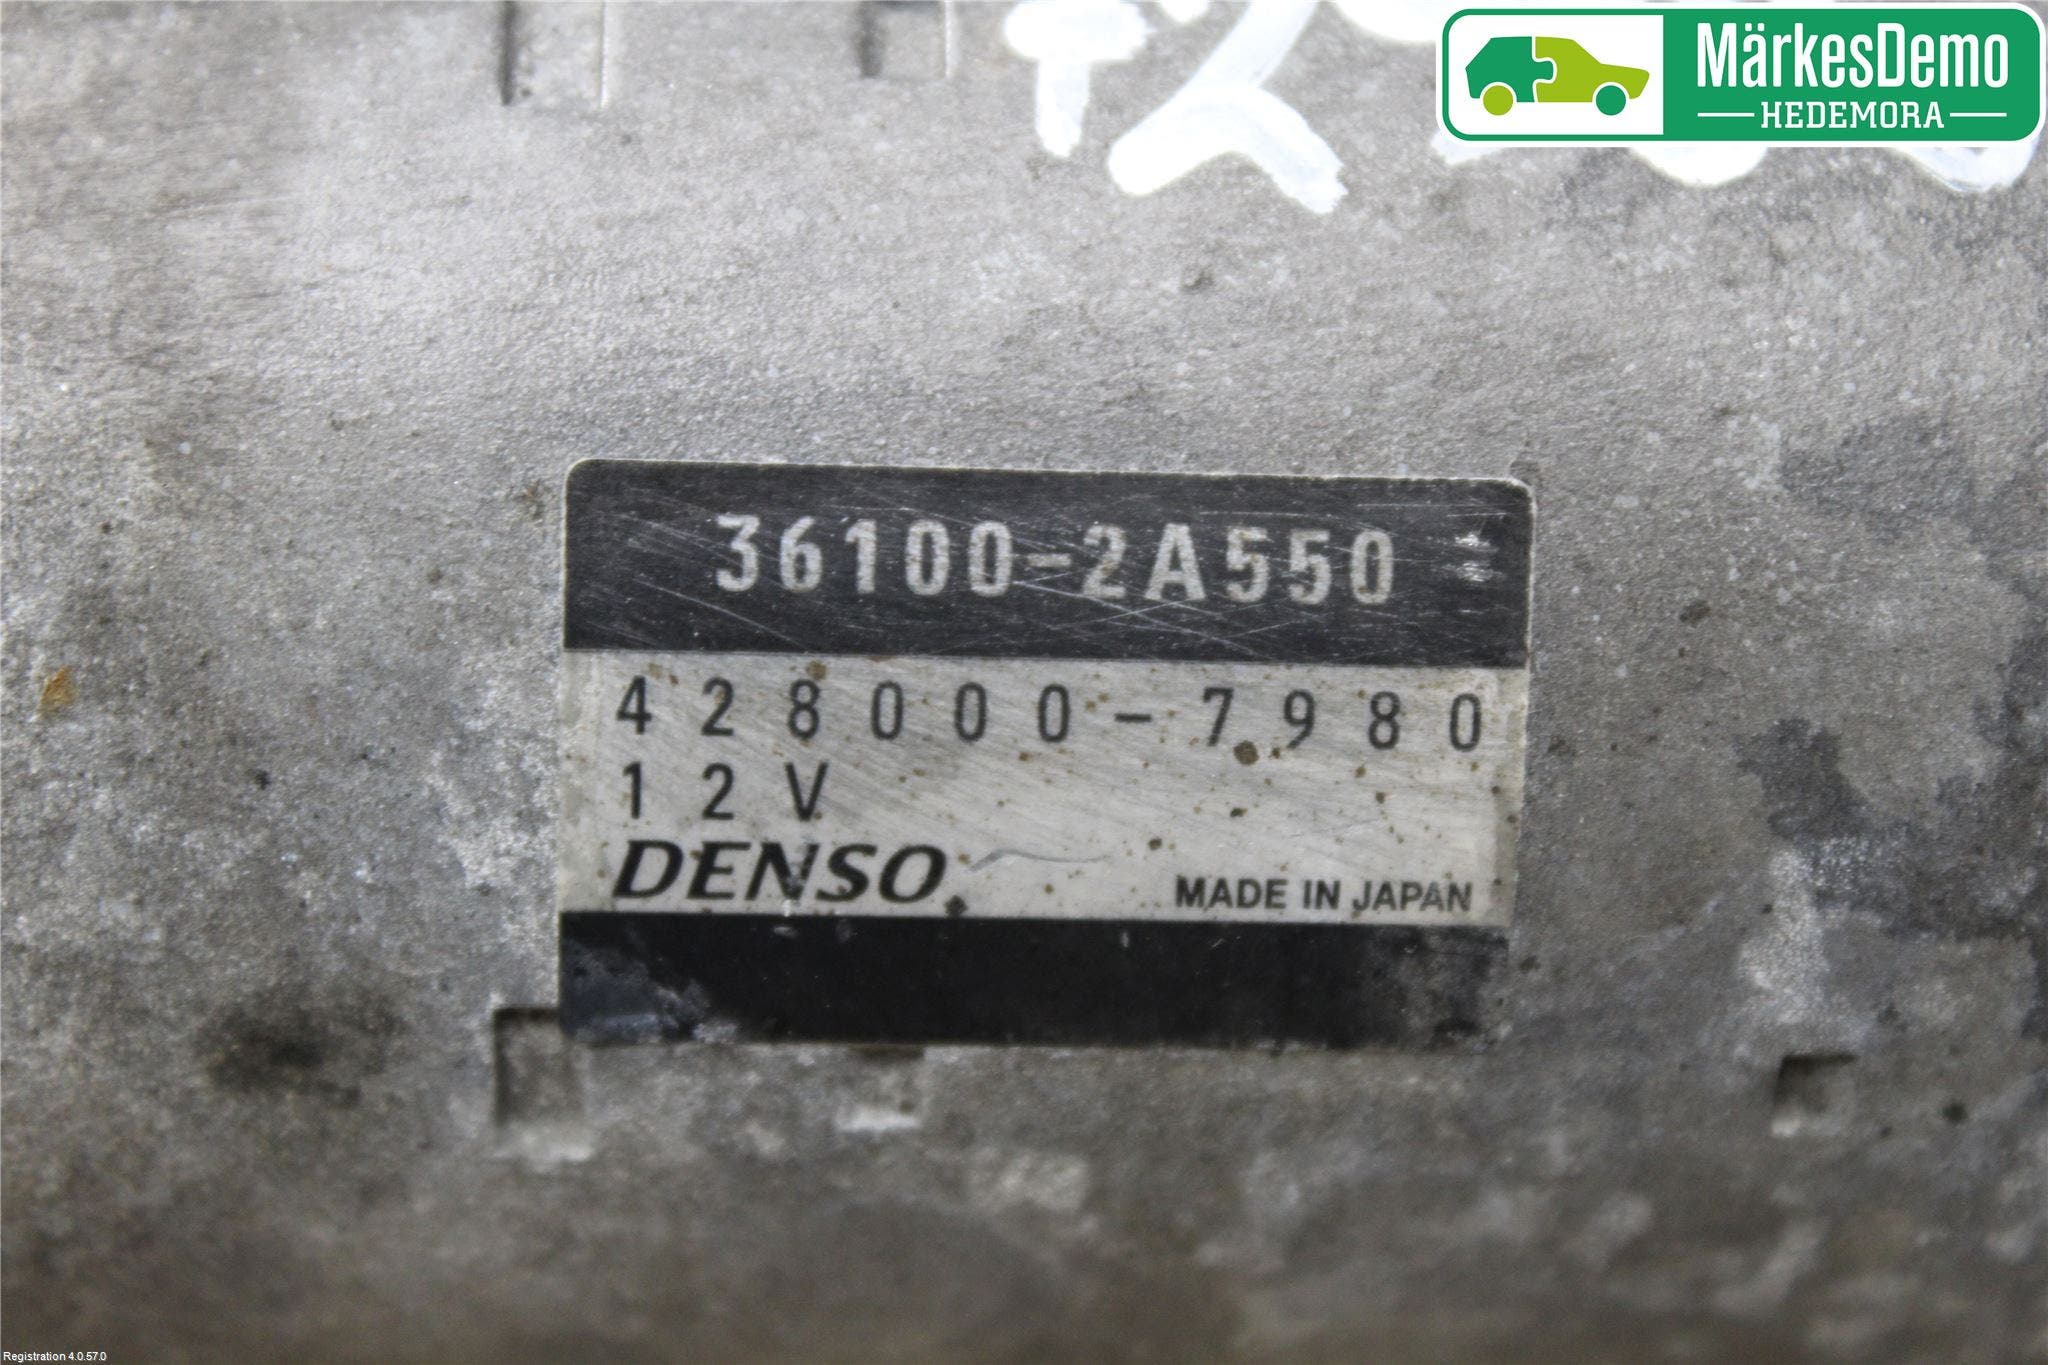 MärkesDemo
HEDEMORA
36100-2A550
428000-7980
12V
DENSO
MADE IN JAPAN
Registration 4.0.57.0